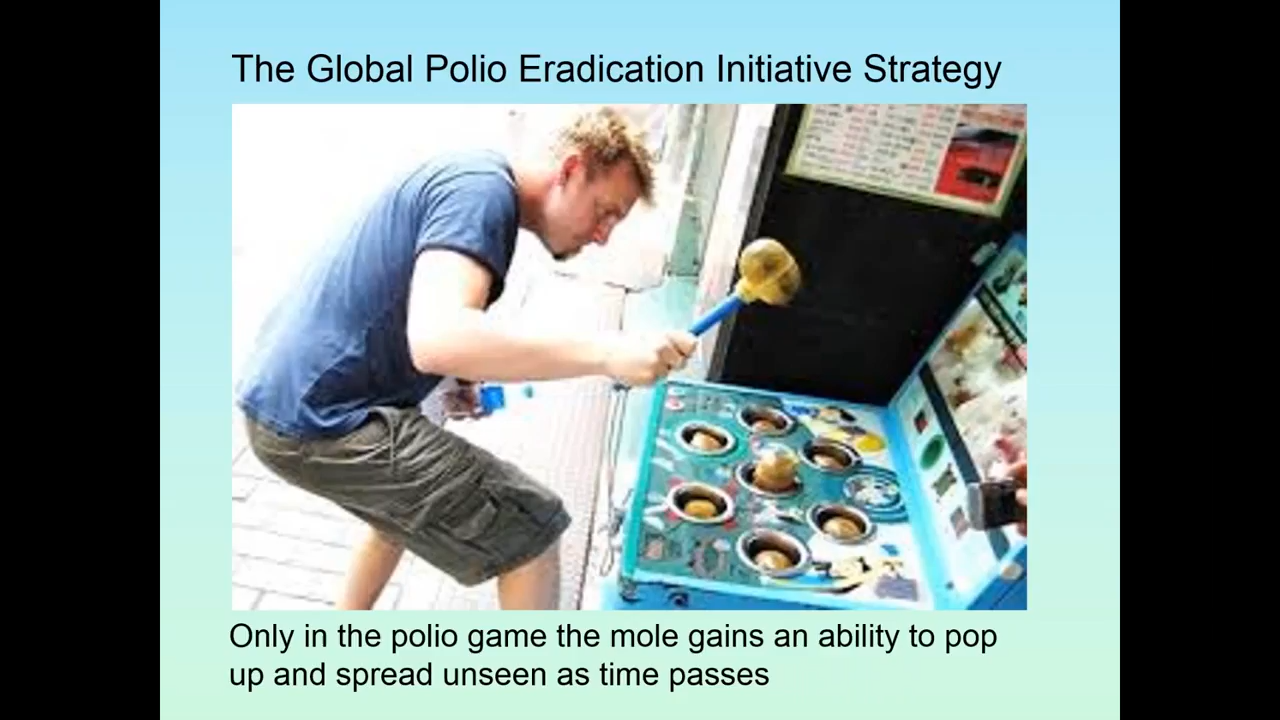 The Global Polio Eradication Initiative Strategy
Only in the polio game the mole gains an ability to pop
up and spread unseen as time passes